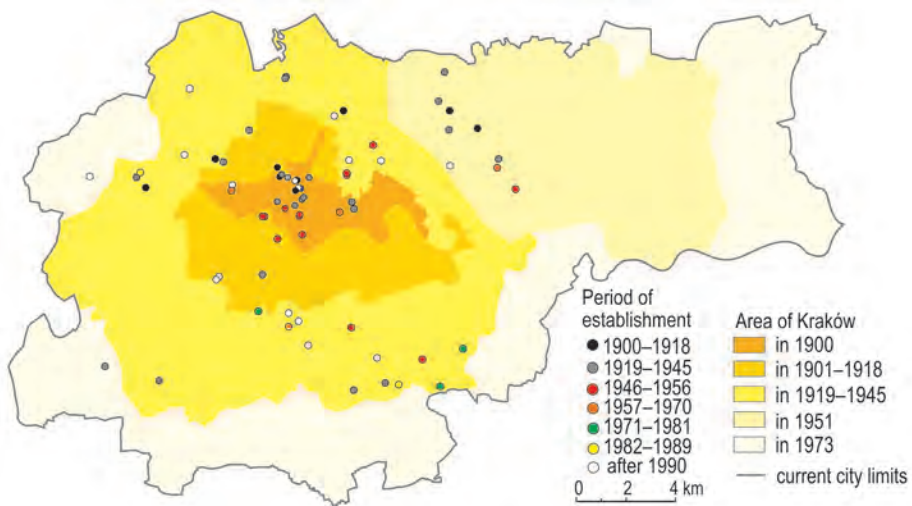 Period of
establishment
1900–1918
1919–1945
1946–1956
1957–1970
1971–1981
1982–1989
after 1990
0 2 4 km
Area of Kraków
in 1900
in 1901–1918
in 1919–1945
in 1951
in 1973
current city limits